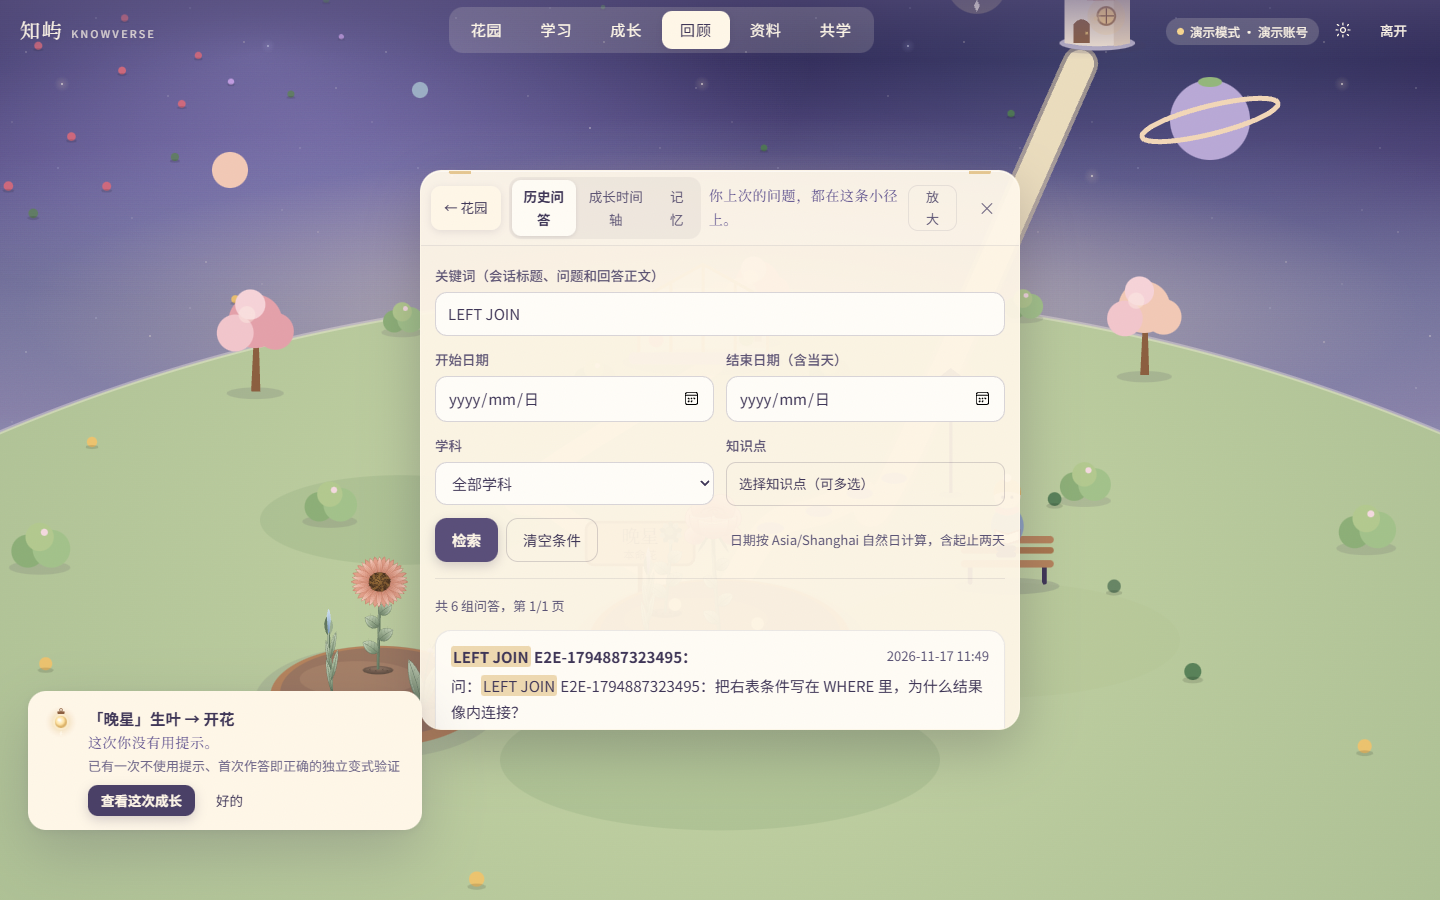 知屿 KNOWVERSE
花园 学习 成长 回顾 资料 共学
演示模式 · 演示账号
离开
← 花园
历史问答
成长时间轴
记忆
你上次的问题，都在这条小径上。
放大
关键词（会话标题、问题和回答正文）
LEFT JOIN
开始日期
结束日期（含当天）
yyyy/mm/日
yyyy/mm/日
学科
知识点
全部学科
选择知识点（可多选）
检索
清空条件
日期按 Asia/Shanghai 自然日计算，含起止两天
共 6 组问答，第 1/1 页
LEFT JOIN E2E-1794887323495：
2026-11-17 11:49
问：LEFT JOIN E2E-1794887323495：把右表条件写在 WHERE 里，为什么结果
像内连接？
「晚星」生叶 → 开花
这次你没有用提示。
已有一次不使用提示、首次作答即正确的独立变式验证
查看这次成长
好的